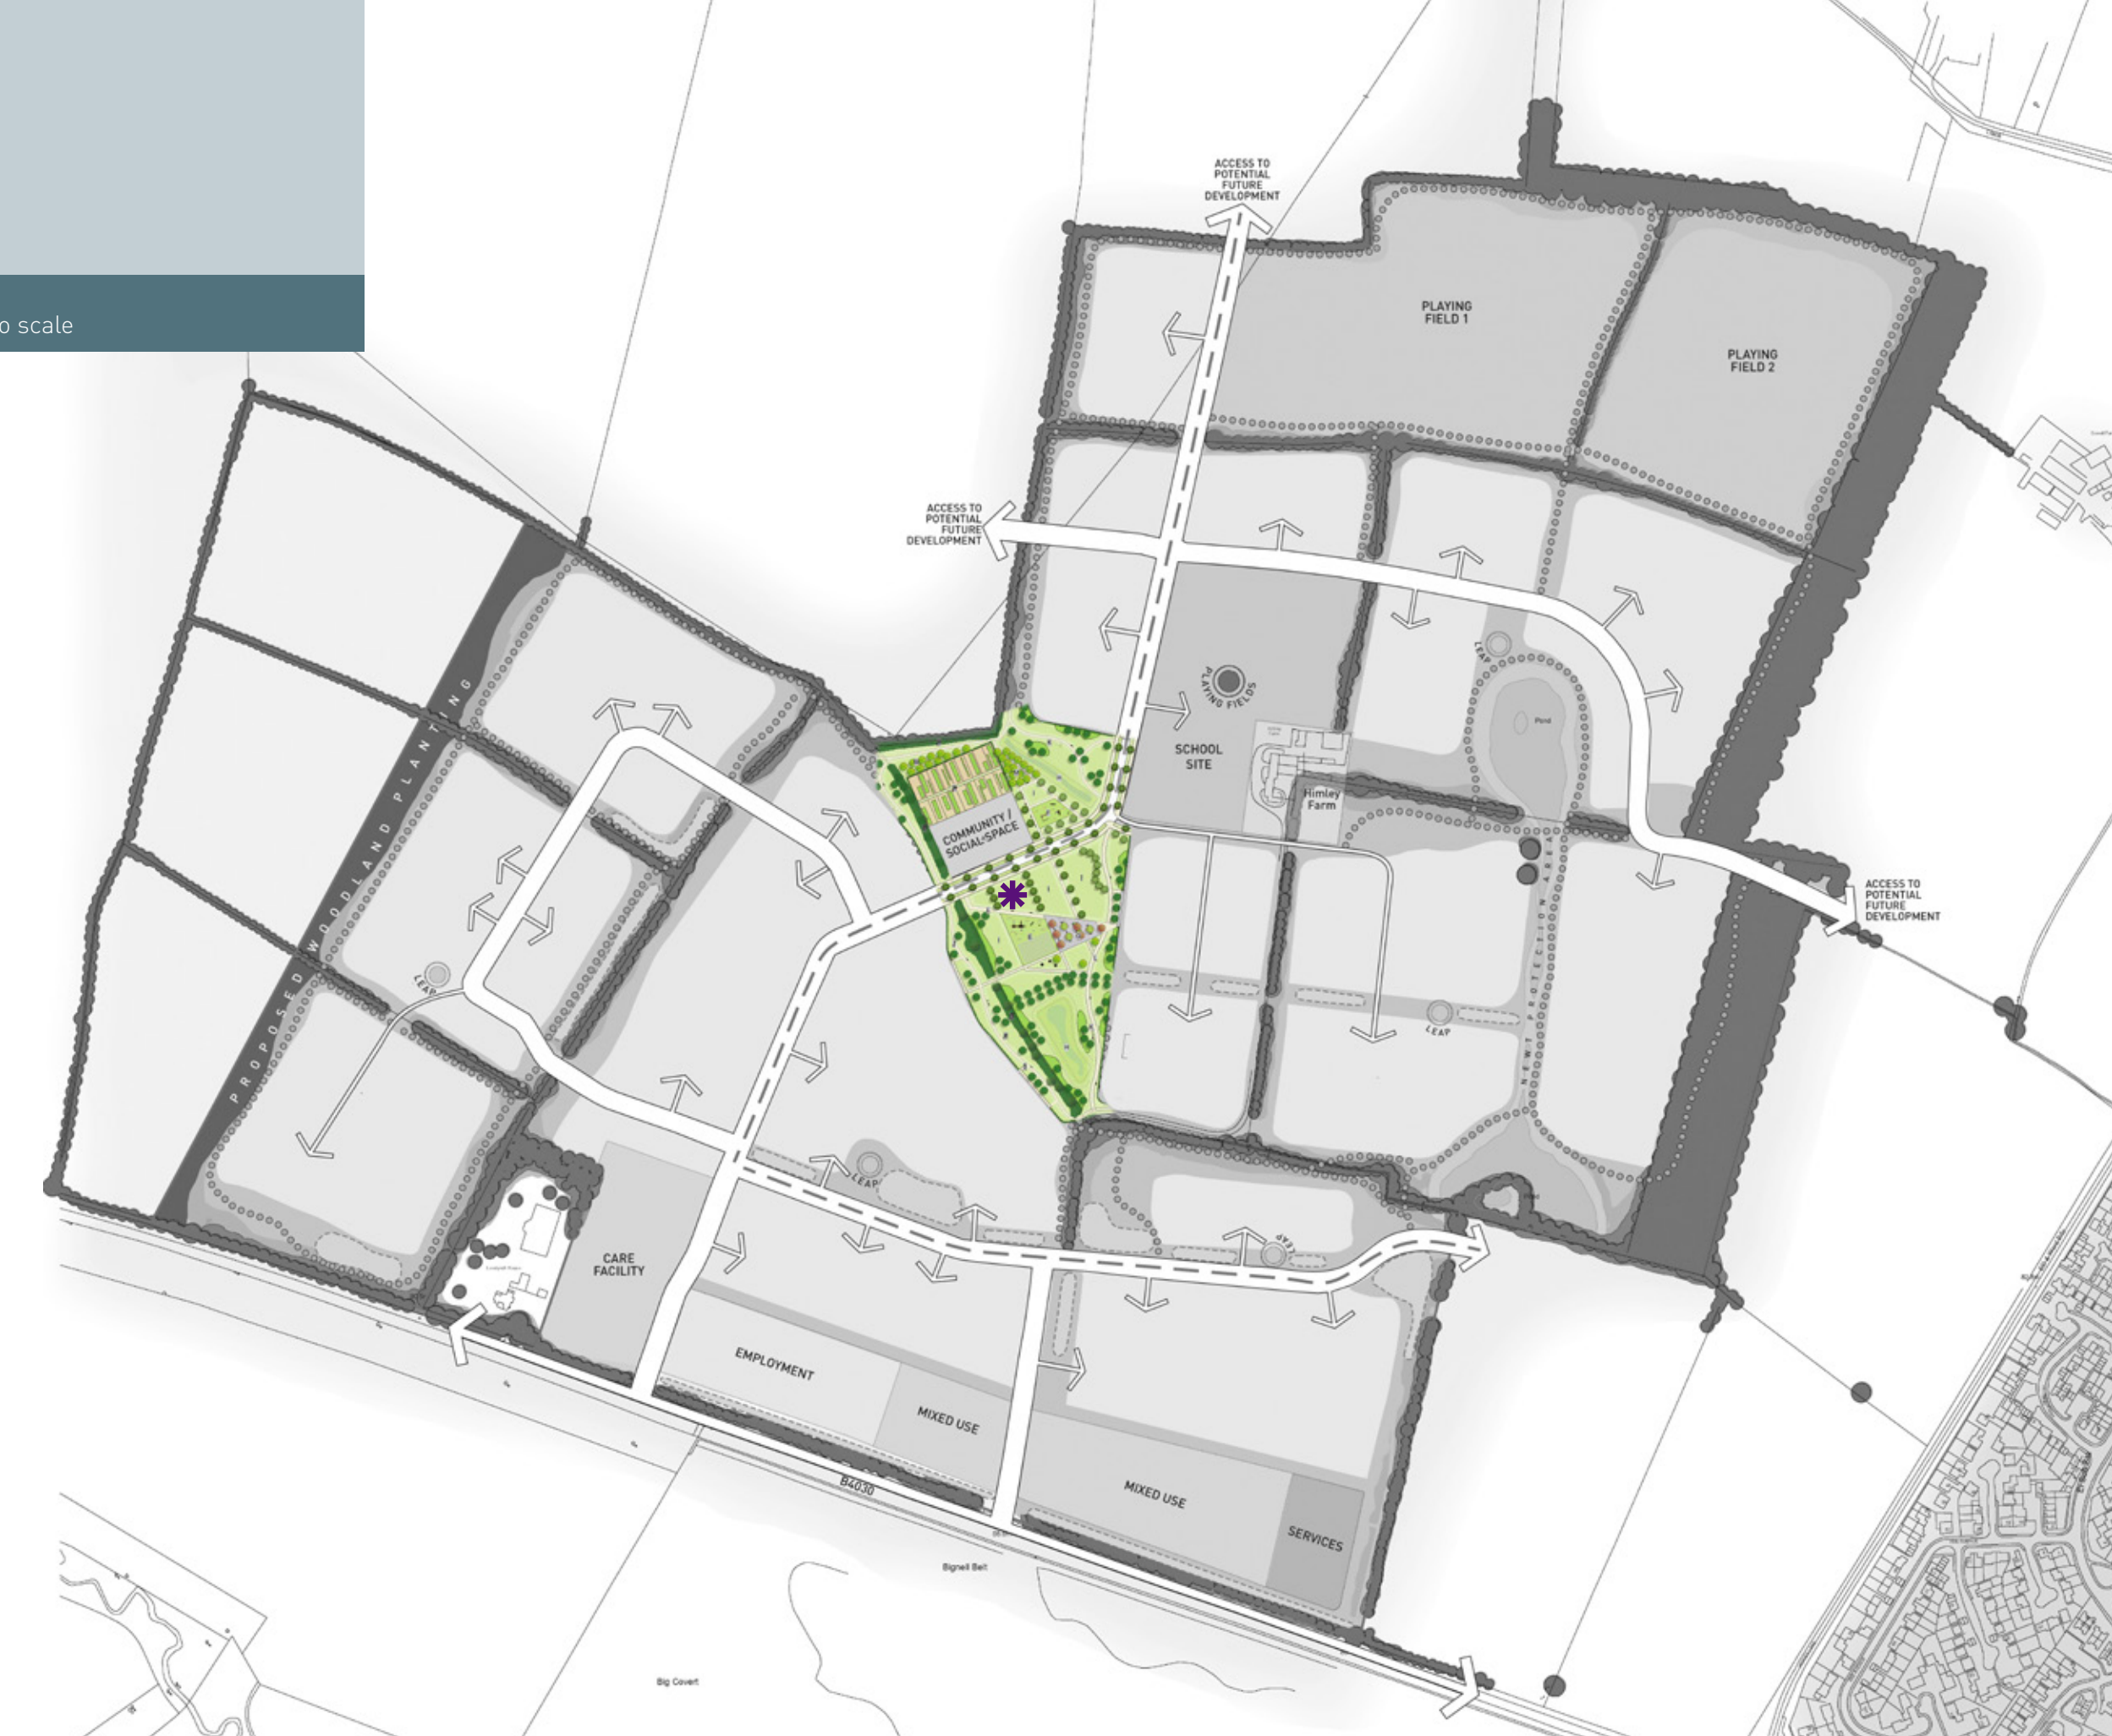 o scale
ACCESS TO
POTENTIAL
FUTURE
DEVELOPMENT
PLAYING
FIELD 1
PLAYING
FIELD 2
ACCESS TO
POTENTIAL
FUTURE
DEVELOPMENT
LEAP
PLAYING FIELDS
Pond
SCHOOL
SITE
Himley
Farm
COMMUNITY /
SOCIAL SPACE
PROPOSED WOODLAND PLANTING
NEWT PROTECTION AREA
ACCESS TO
POTENTIAL
FUTURE
DEVELOPMENT
LEAP
LEAP
LEAP
LEAP
CARE
FACILITY
EMPLOYMENT
MIXED USE
MIXED USE
SERVICES
B4030
Bignell Belt
Big Covert